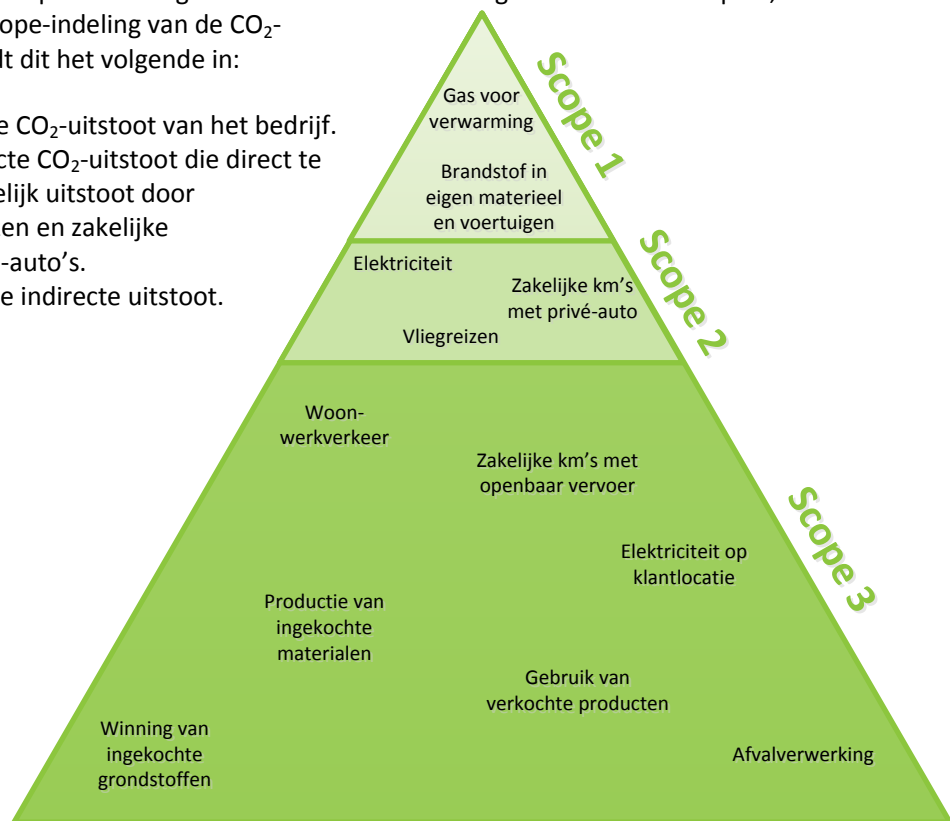 ope-indeling van de CO₂-
lt dit het volgende in:
e CO₂-uitstoot van het bedrijf.
cte CO₂-uitstoot die direct te
elijk uitstoot door
en en zakelijke
-auto's.
e indirecte uitstoot.
Gas voor
verwarming
Brandstof in
eigen materieel
en voertuigen
Scope 1
Elektriciteit
Zakelijke km's
met privé-auto
Vliegreizen
Scope 2
Woon-
werkverkeer
Zakelijke km's met
openbaar vervoer
Elektriciteit op
klantlocatie
Productie van
ingekochte
materialen
Gebruik van
verkochte producten
Winning van
ingekochte
grondstoffen
Afvalverwerking
Scope 3